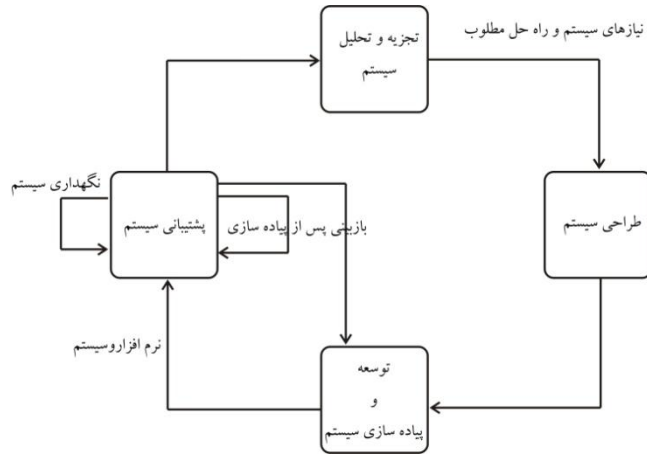 تجزیه و تحلیل
سیستم
نیازهای سیستم و راه حل مطلوب
طراحی سیستم
نگهداری سیستم
پشتیبانی سیستم
بازبینی پس از پیاده سازی
نرم افزاروسیستم
توسعه
و
پیاده سازی سیستم